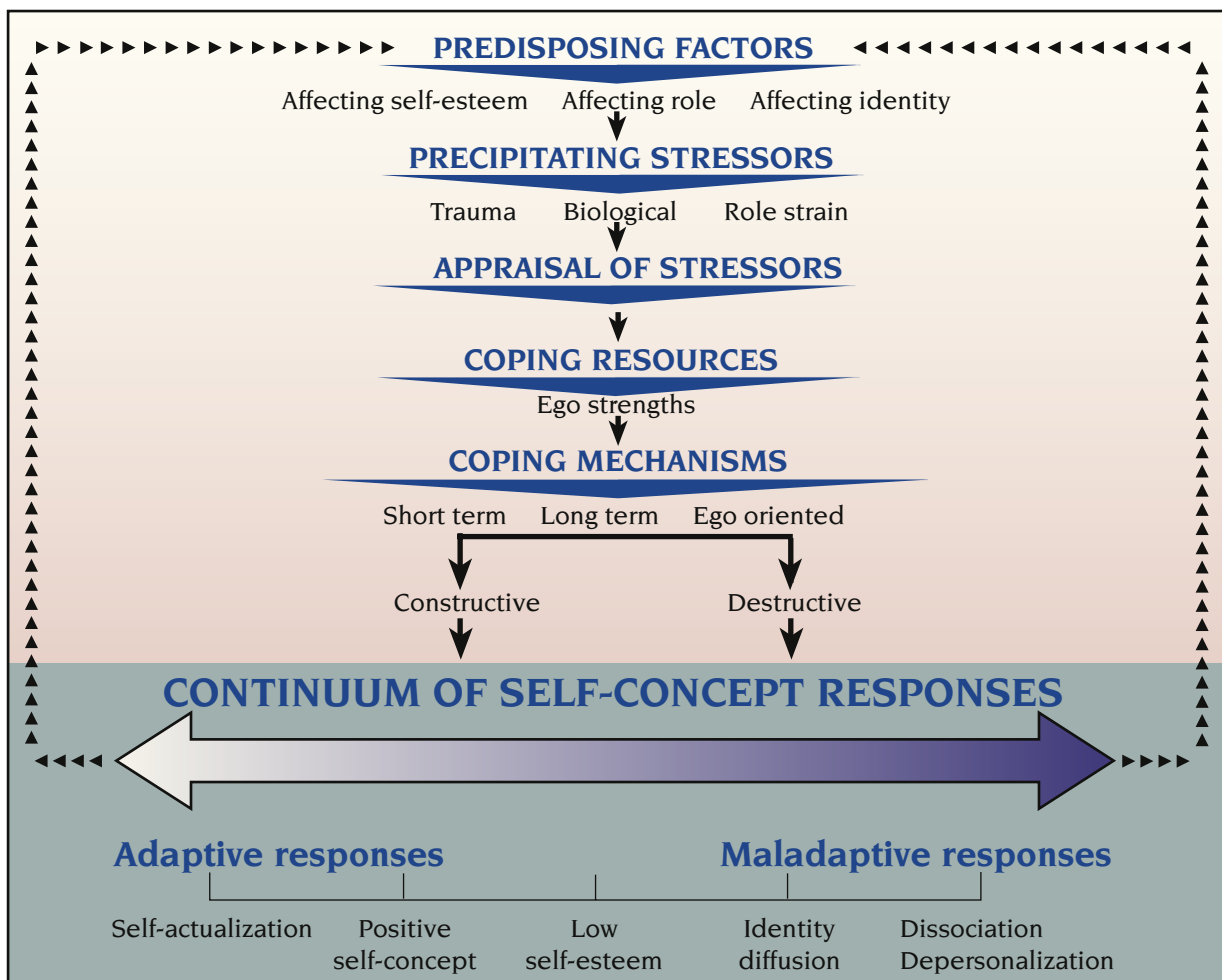 PREDISPOSING FACTORS
Affecting self-esteem Affecting role Affecting identity
PRECIPITATING STRESSORS
Trauma Biological Role strain
APPRAISAL OF STRESSORS
COPING RESOURCES
Ego strengths
COPING MECHANISMS
Short term Long term Ego oriented
Constructive Destructive
CONTINUUM OF SELF-CONCEPT RESPONSES
Adaptive responses Maladaptive responses
Self-actualization Positive Low Identity Dissociation
self-concept self-esteem diffusion Depersonalization